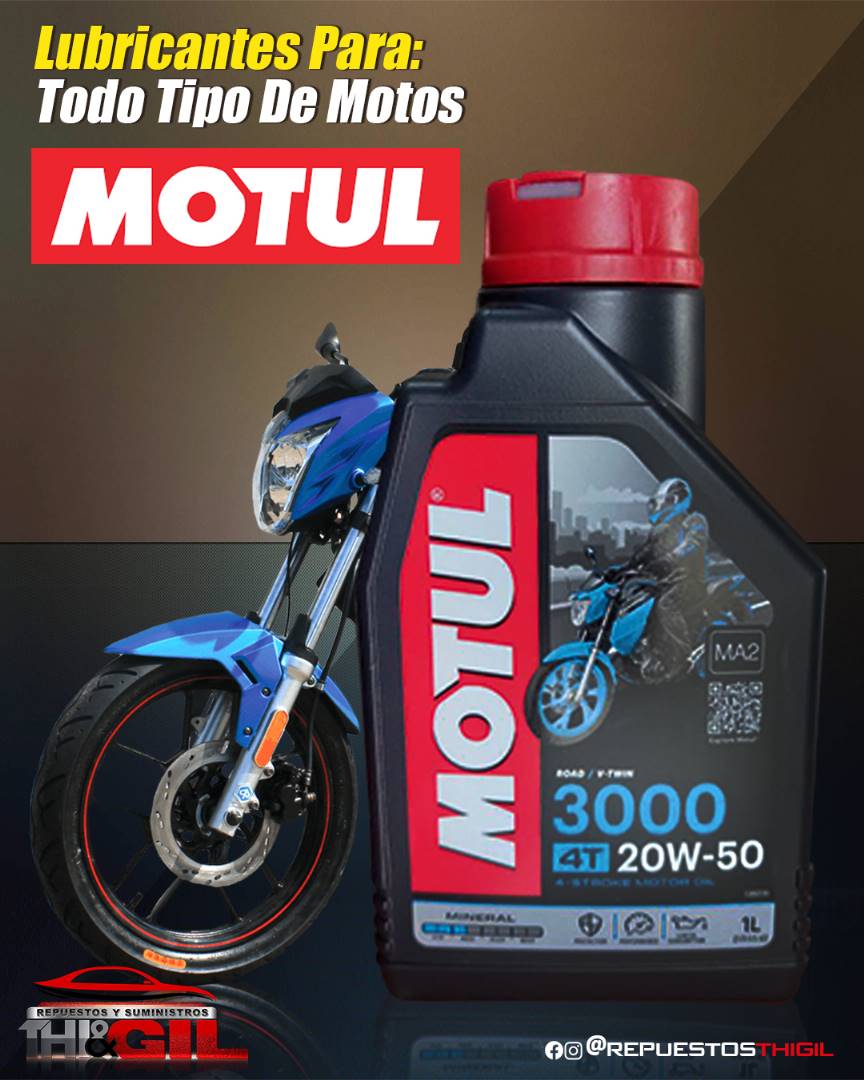 Lubricantes Para:
Todo Tipo De Motos
MOTUL
MOTUL®
MA2
ROAD / V-TWIN
3000
4T 20W-50
4-STROKE MOTOR OIL
MINERAL
1L
REPUESTOS Y SUMINISTROS
THI&GIL
@REPUESTOSTHIGIL